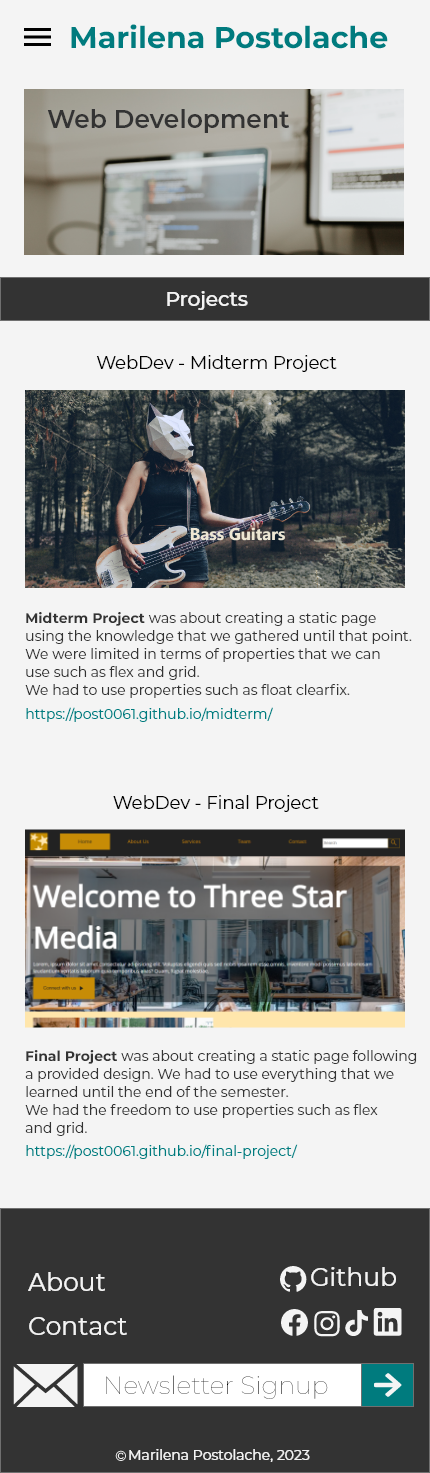 Marilena Postolache
Web Development
Projects
WebDev - Midterm Project
Bass Guitars
Midterm Project was about creating a static page
using the knowledge that we gathered until that point.
We were limited in terms of properties that we can
use such as flex and grid.
We had to use properties such as float clearfix.
https://post0061.github.io/midterm/
WebDev - Final Project
Home About Us Services Team Contact Search
Welcome to Three Star
Media
Connect with us
Final Project was about creating a static page following
a provided design. We had to use everything that we
learned until the end of the semester.
We had the freedom to use properties such as flex
and grid.
https://post0061.github.io/final-project/
About
Github
Contact
Newsletter Signup
©Marilena Postolache, 2023